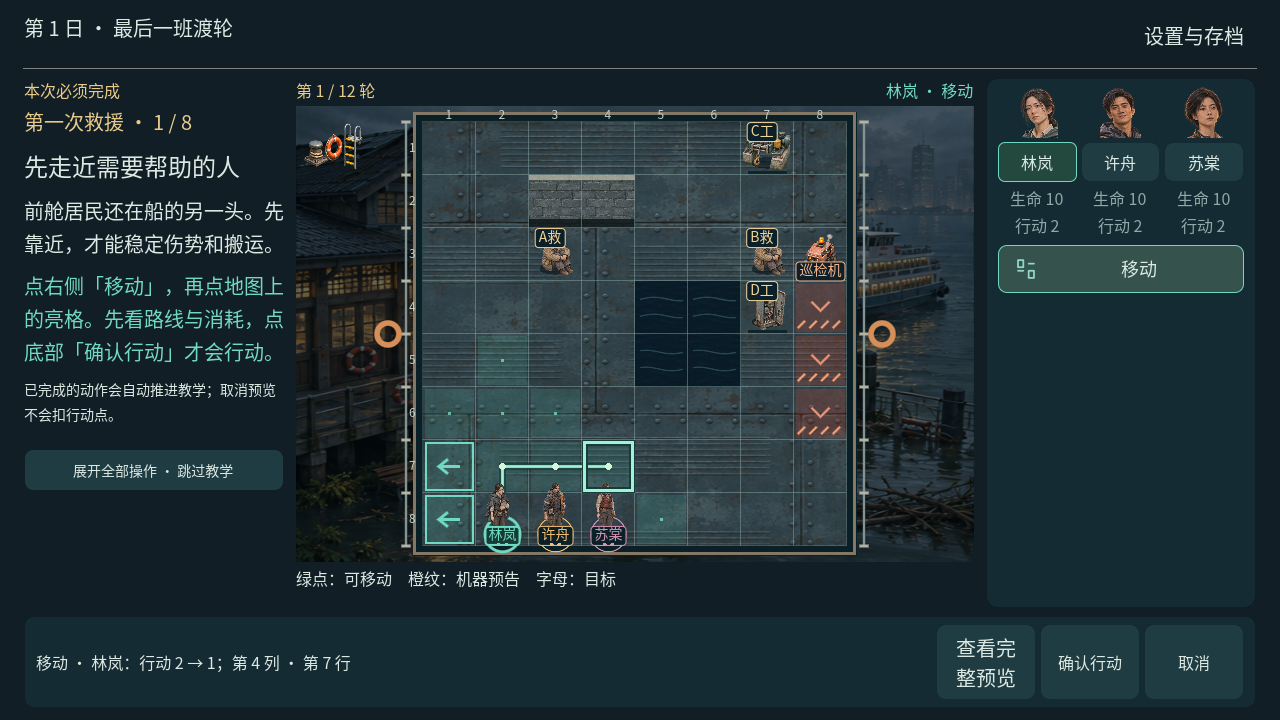 第 1 日 · 最后一班渡轮
设置与存档
本次必须完成
第一次救援 · 1 / 8
先走近需要帮助的人
前舱居民还在船的另一头。先
靠近，才能稳定伤势和搬运。
点右侧「移动」，再点地图上
的亮格。先看路线与消耗，点
底部「确认行动」才会行动。
已完成的动作会自动推进教学；取消预览
不会扣行动点。
展开全部操作 · 跳过教学
第 1 / 12 轮
林岚 · 移动
1 2 3 4 5 6 7 8
1
2
3
4
5
6
7
8
C工
A救
B救
巡检机
D工
林岚
许舟
苏棠
绿点：可移动 橙纹：机器预告 字母：目标
林岚 许舟 苏棠
生命 10 生命 10 生命 10
行动 2 行动 2 行动 2
移动
移动 · 林岚：行动 2 → 1；第 4 列 · 第 7 行
查看完
整预览
确认行动
取消